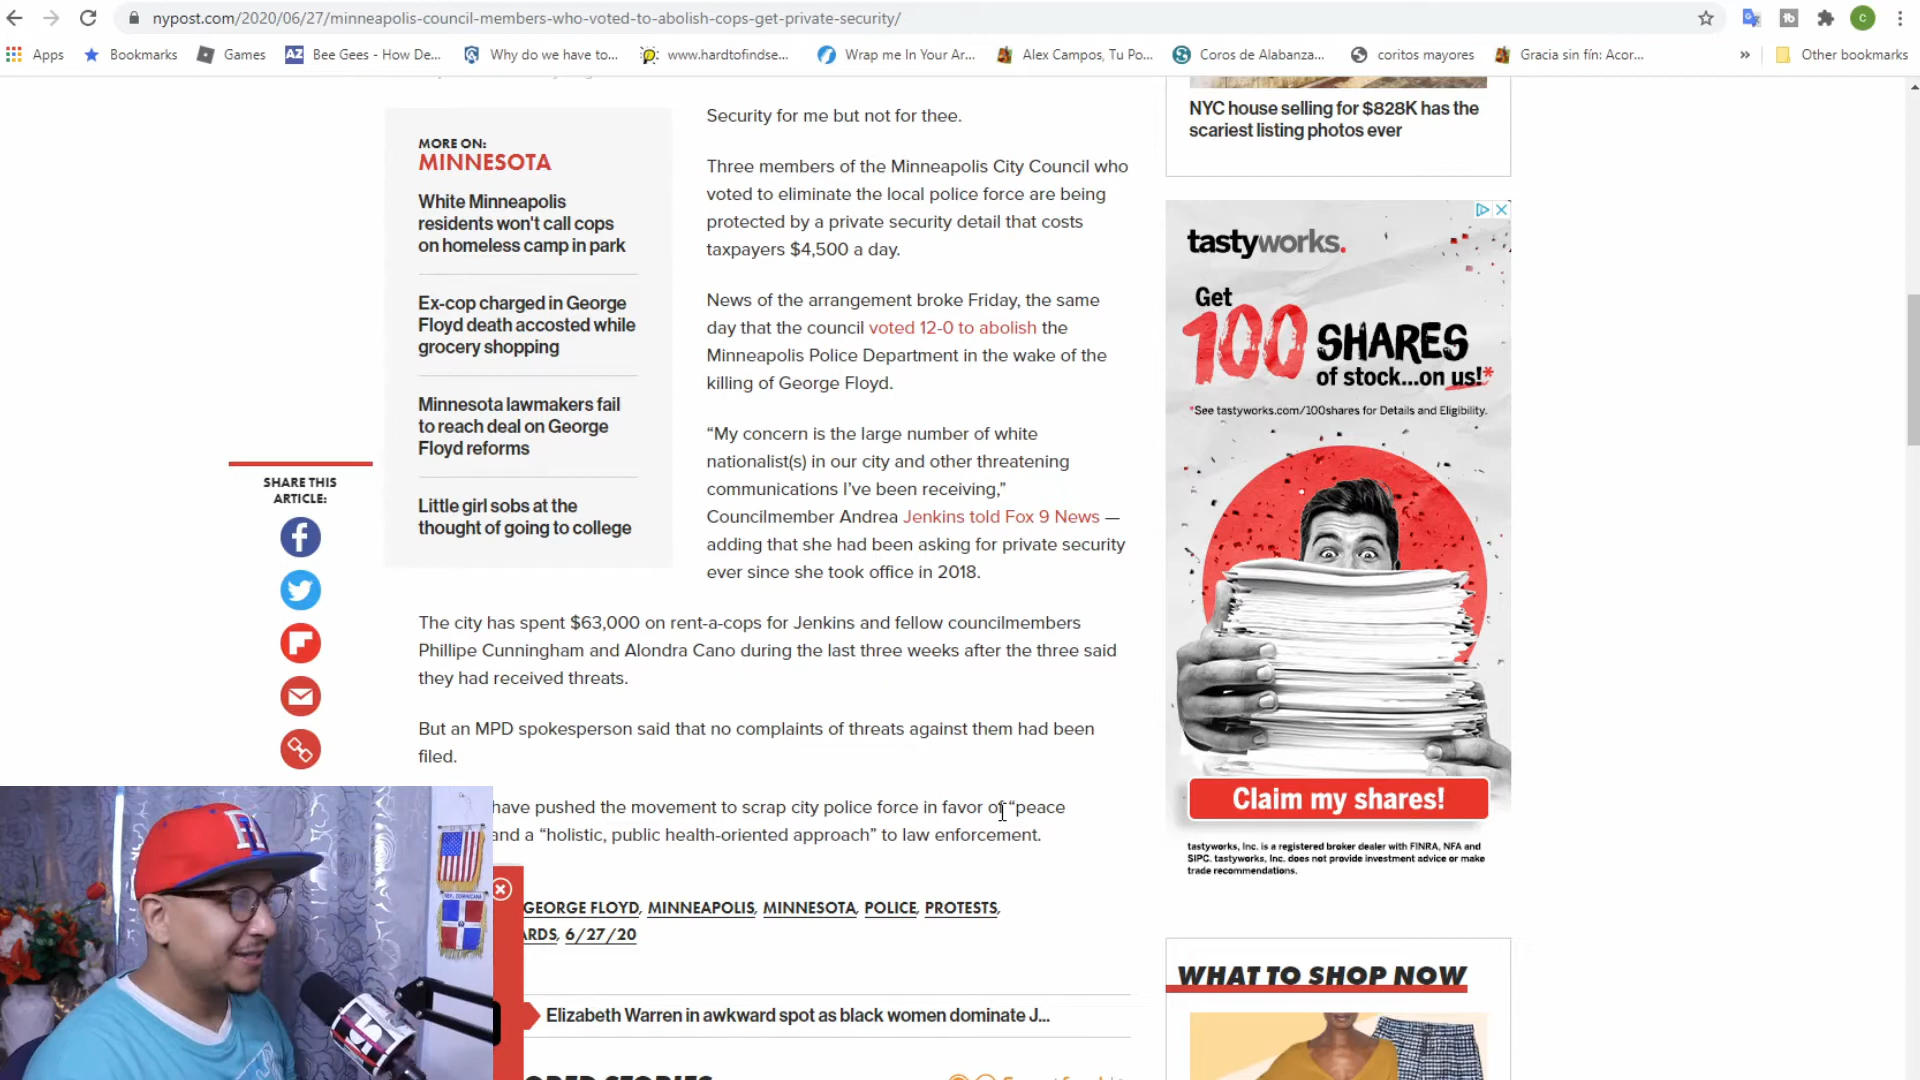 nypost.com/2020/06/27/minneapolis-council-members-who-voted-to-abolish-cops-get-private-security/
C
Apps
Bookmarks
Games
AZ
Bee Gees - How De...
Why do we have to...
www.hardtofindse...
Wrap me In Your Ar...
Alex Campos, Tu Po...
Coros de Alabanza...
coritos mayores
Gracia sin fín: Acor...
»
Other bookmarks
MORE ON:
MINNESOTA
White Minneapolis
residents won't call cops
on homeless camp in park
Ex-cop charged in George
Floyd death accosted while
grocery shopping
Minnesota lawmakers fail
to reach deal on George
Floyd reforms
Little girl sobs at the
thought of going to college
SHARE THIS
ARTICLE:
Security for me but not for thee.
Three members of the Minneapolis City Council who
voted to eliminate the local police force are being
protected by a private security detail that costs
taxpayers $4,500 a day.
News of the arrangement broke Friday, the same
day that the council voted 12-0 to abolish the
Minneapolis Police Department in the wake of the
killing of George Floyd.
“My concern is the large number of white
nationalist(s) in our city and other threatening
communications I’ve been receiving,”
Councilmember Andrea Jenkins told Fox 9 News —
adding that she had been asking for private security
ever since she took office in 2018.
The city has spent $63,000 on rent-a-cops for Jenkins and fellow councilmembers
Phillipe Cunningham and Alondra Cano during the last three weeks after the three said
they had received threats.
But an MPD spokesperson said that no complaints of threats against them had been
filed.
have pushed the movement to scrap city police force in favor of “peace
and a “holistic, public health-oriented approach” to law enforcement.
GEORGE FLOYD, MINNEAPOLIS, MINNESOTA, POLICE, PROTESTS,
ARDS, 6/27/20
Elizabeth Warren in awkward spot as black women dominate J...
NYC house selling for $828K has the
scariest listing photos ever
tastyworks.
Get
100 SHARES
of stock...on us!*
*See tastyworks.com/100shares for Details and Eligibility.
Claim my shares!
tastyworks, Inc. is a registered broker dealer with FINRA, NFA and
SIPC. tastyworks, Inc. does not provide investment advice or make
trade recommendations.
WHAT TO SHOP NOW